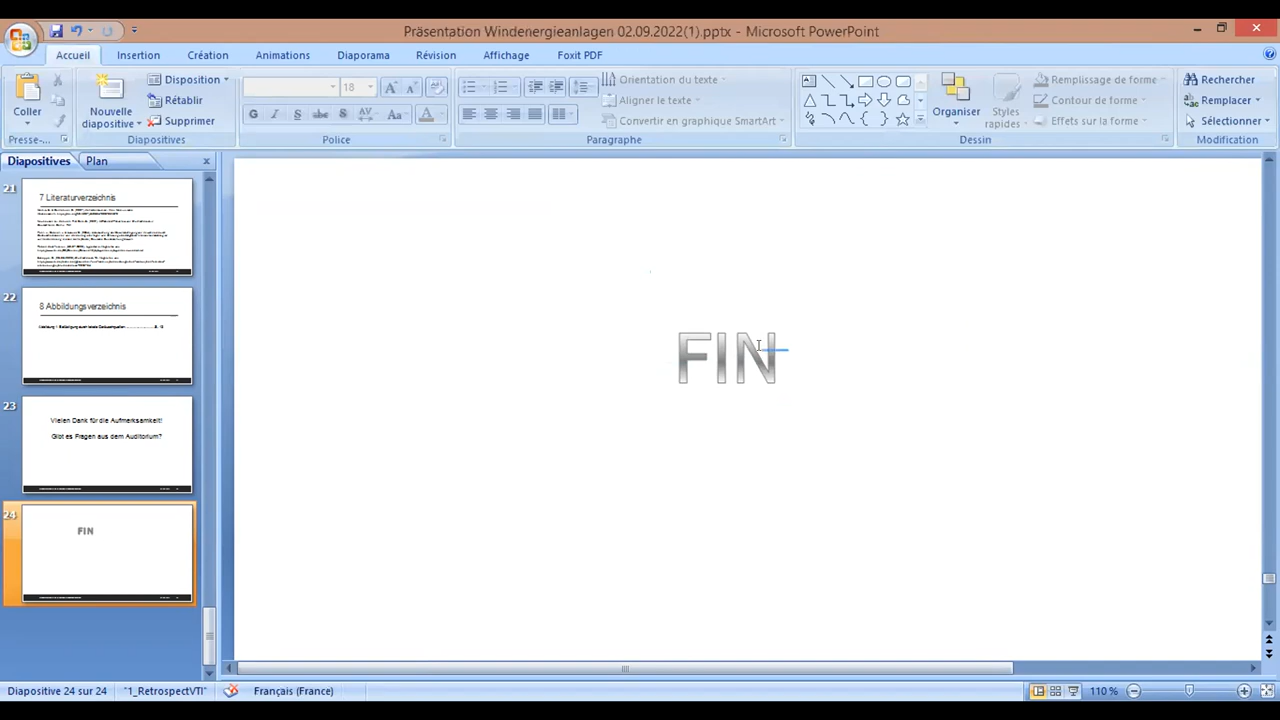 Präsentation Windenergieanlagen 02.09.2022(1).pptx - Microsoft PowerPoint
Accueil Insertion Création Animations Diaporama Révision Affichage Foxit PDF
Coller
Nouvelle diapositive
Disposition
Rétablir
Supprimer
18
G I S abc S AV Aa A
Orientation du texte
Aligner le texte
Convertir en graphique SmartArt
Organiser
Styles rapides
Remplissage de forme
Contour de forme
Effets sur la forme
Rechercher
Remplacer
Sélectionner
Presse-... Diapositives Police Paragraphe Dessin Modification
Diapositives Plan
21
7 Literaturverzeichnis
22
8 Abbildungsverzeichnis
23
Vielen Dank für die Aufmerksamkeit!
Gibt es Fragen aus dem Auditorium?
24
FIN
FIN
Diapositive 24 sur 24 "1_RetrospectVTI" Français (France) 110 %